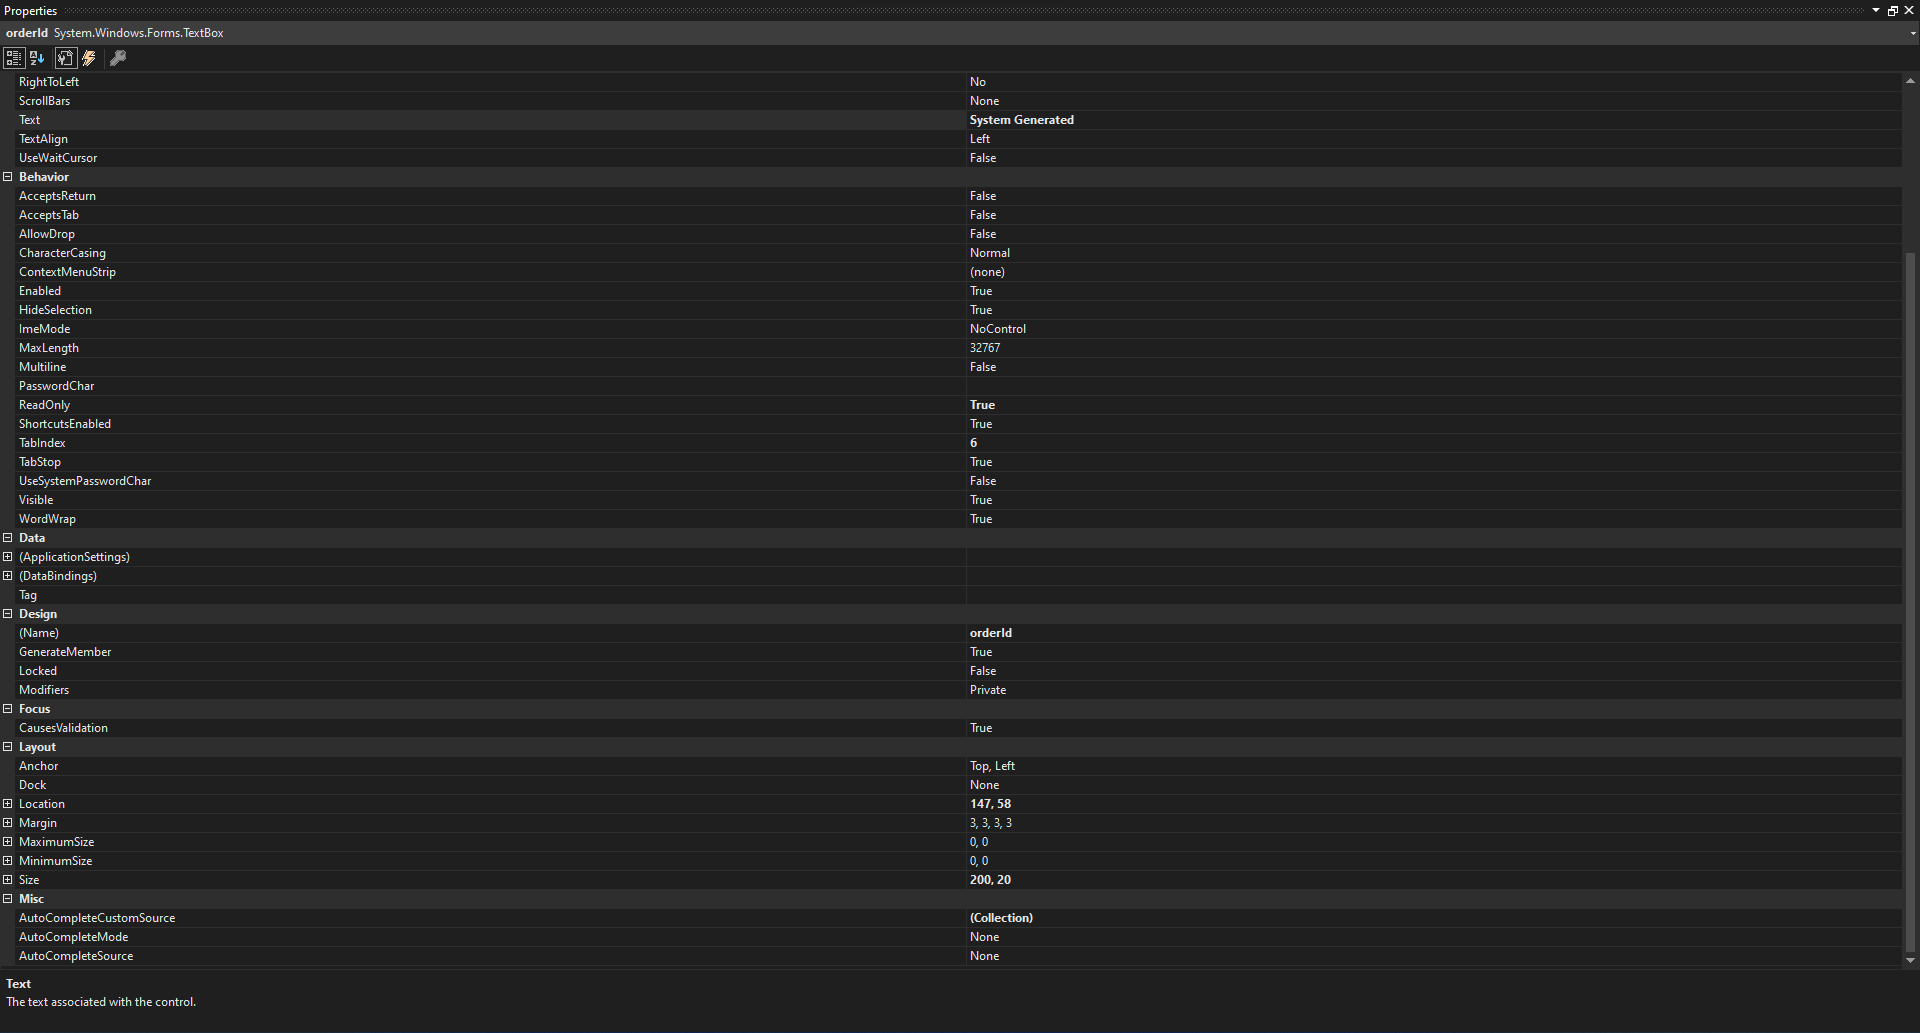 Properties
orderId System.Windows.Forms.TextBox
RightToLeft No
ScrollBars None
Text System Generated
TextAlign Left
UseWaitCursor False
Behavior
AcceptsReturn False
AcceptsTab False
AllowDrop False
CharacterCasing Normal
ContextMenuStrip (none)
Enabled True
HideSelection True
ImeMode NoControl
MaxLength 32767
Multiline False
PasswordChar
ReadOnly True
ShortcutsEnabled True
TabIndex 6
TabStop True
UseSystemPasswordChar False
Visible True
WordWrap True
Data
(ApplicationSettings)
(DataBindings)
Tag
Design
(Name) orderId
GenerateMember True
Locked False
Modifiers Private
Focus
CausesValidation True
Layout
Anchor Top, Left
Dock None
Location 147, 58
Margin 3, 3, 3, 3
MaximumSize 0, 0
MinimumSize 0, 0
Size 200, 20
Misc
AutoCompleteCustomSource (Collection)
AutoCompleteMode None
AutoCompleteSource None
Text
The text associated with the control.